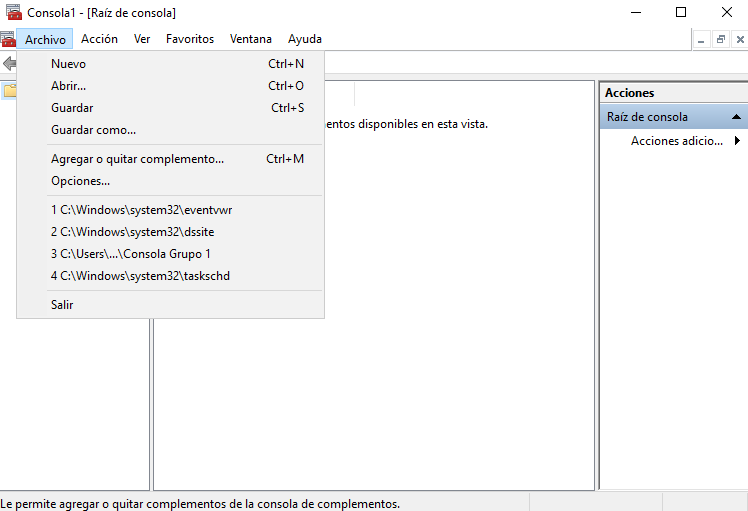 Consola1 - [Raíz de consola]
Archivo Acción Ver Favoritos Ventana Ayuda
Nuevo Ctrl+N
Abrir... Ctrl+O
Guardar Ctrl+S
Guardar como...
Agregar o quitar complemento... Ctrl+M
Opciones...
1 C:\Windows\system32\eventvwr
2 C:\Windows\system32\dssite
3 C:\Users\...\Consola Grupo 1
4 C:\Windows\system32\taskschd
Salir
disponibles en esta vista.
Acciones
Raíz de consola
Acciones adicio...
Le permite agregar o quitar complementos de la consola de complementos.